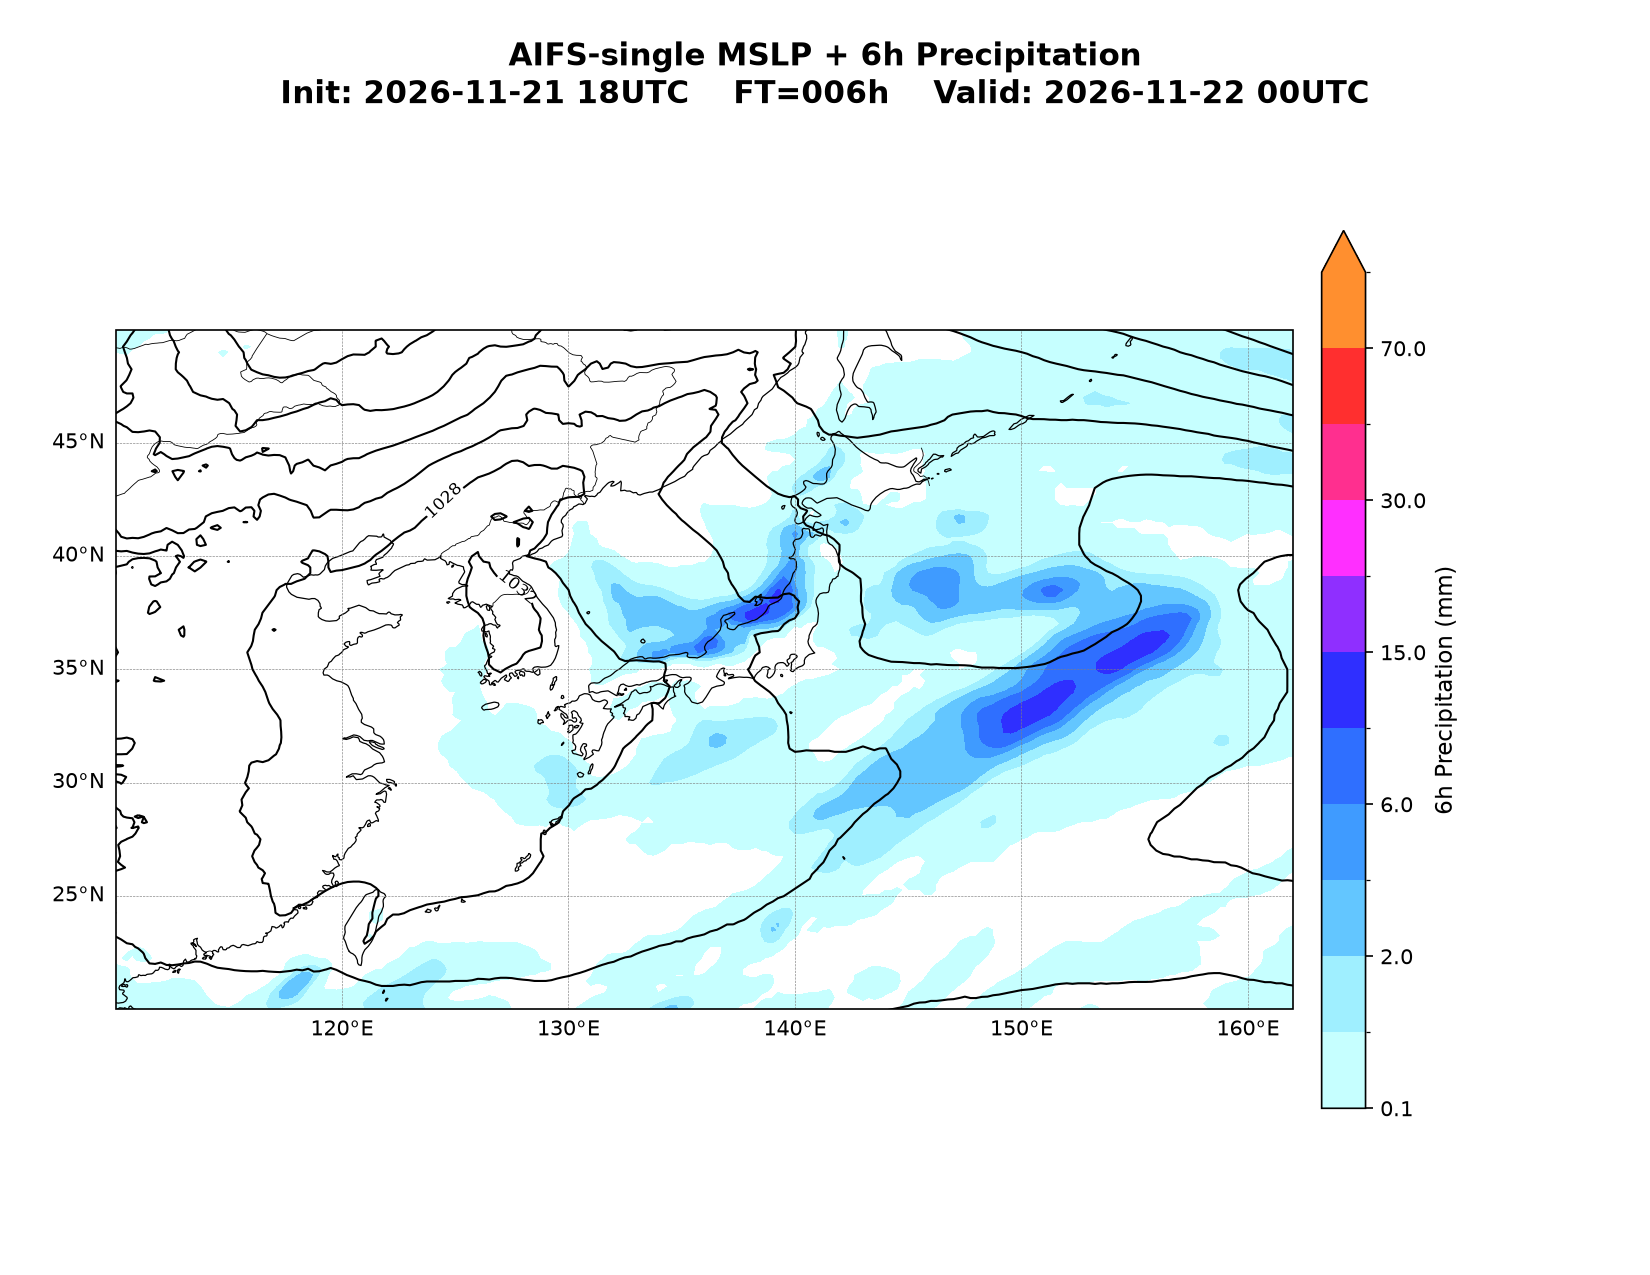 AIFS-single MSLP + 6h Precipitation
Init: 2026-11-21 18UTC    FT=006h    Valid: 2026-11-22 00UTC
45°N
40°N
35°N
30°N
25°N
120°E
130°E
140°E
150°E
160°E
1028
70.0
30.0
15.0
6.0
2.0
0.1
6h Precipitation (mm)